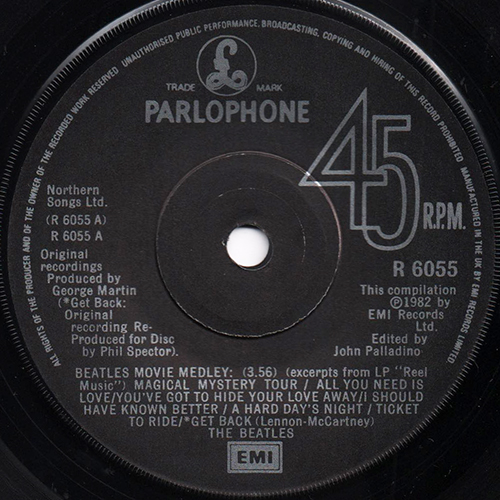 ALL RIGHTS OF THE PRODUCER AND OF THE OWNER OF THE RECORDED WORK RESERVED UNAUTHORISED PUBLIC PERFORMANCE, BROADCASTING, COPYING AND HIRING OF THIS RECORD PROHIBITED. MANUFACTURED IN THE UK BY EMI RECORDS LIMITED
£
TRADE MARK
PARLOPHONE
45
R.P.M.
Northern
Songs Ltd.
(R 6055 A)
R 6055 A
Original
recordings
Produced by
George Martin
(*Get Back:
Original
recording Re-
Produced for Disc
by Phil Spector).
R 6055
This compilation
℗1982 by
EMI Records
Ltd.
Edited by
John Palladino
BEATLES MOVIE MEDLEY: (3.56) (excerpts from LP "Reel
Music") MAGICAL MYSTERY TOUR / ALL YOU NEED IS
LOVE/YOU'VE GOT TO HIDE YOUR LOVE AWAY/I SHOULD
HAVE KNOWN BETTER / A HARD DAY'S NIGHT / TICKET
TO RIDE/*GET BACK (Lennon-McCartney)
THE BEATLES
EMI